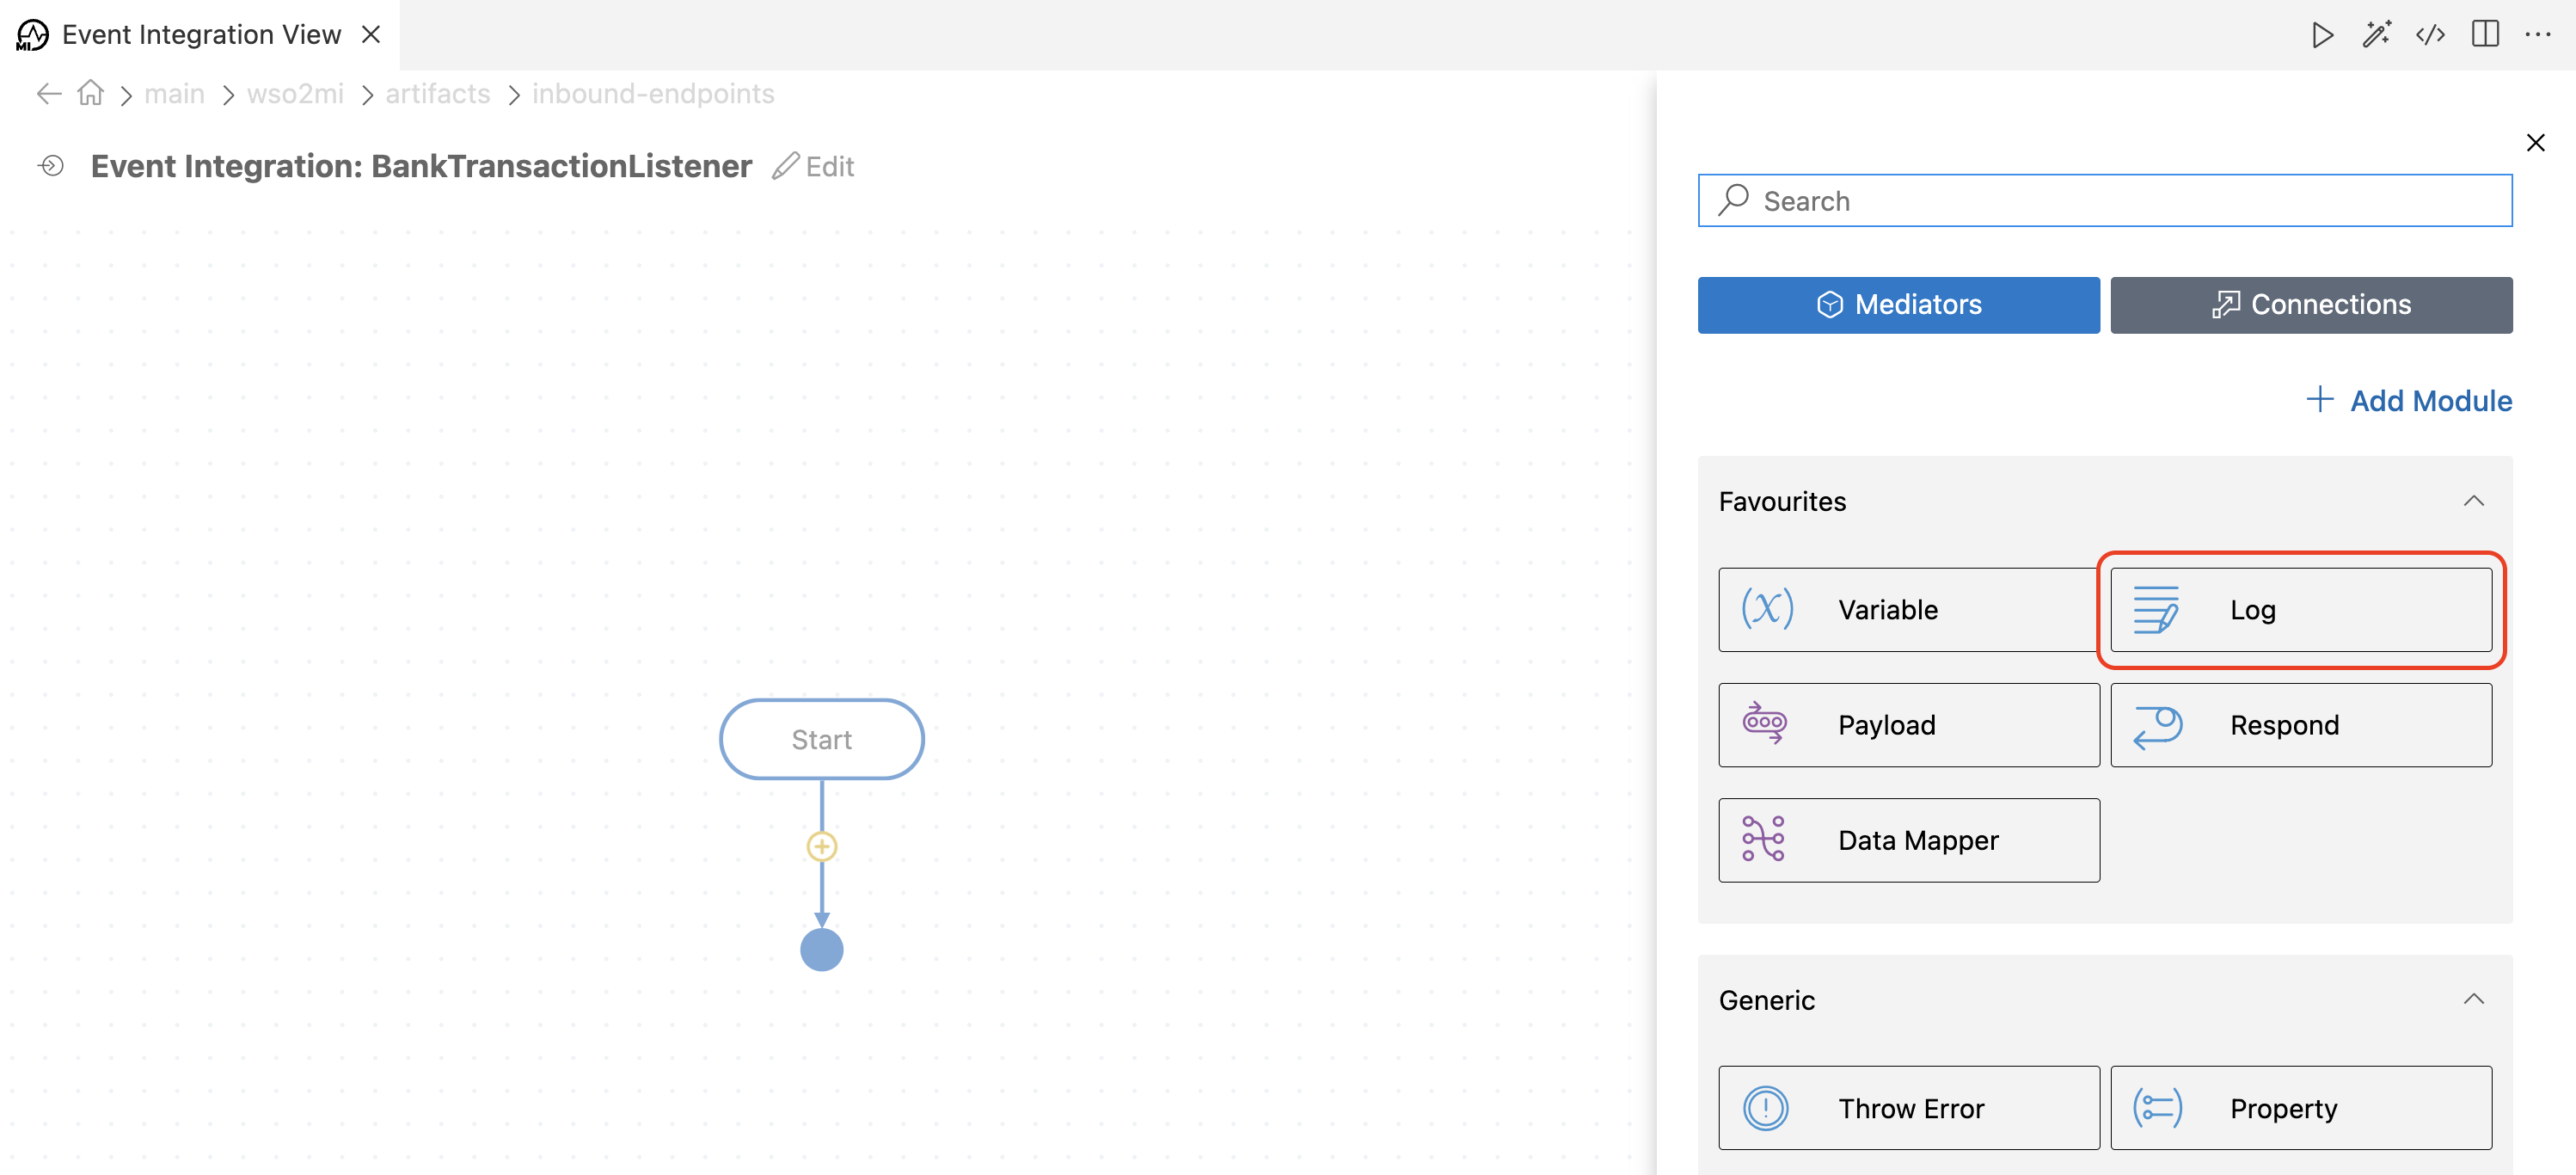 MI Event Integration View
main wso2mi artifacts inbound-endpoints
Event Integration: BankTransactionListener Edit
Start
Search
Mediators Connections
Add Module
Favourites
Variable Log
Payload Respond
Data Mapper
Generic
Throw Error Property